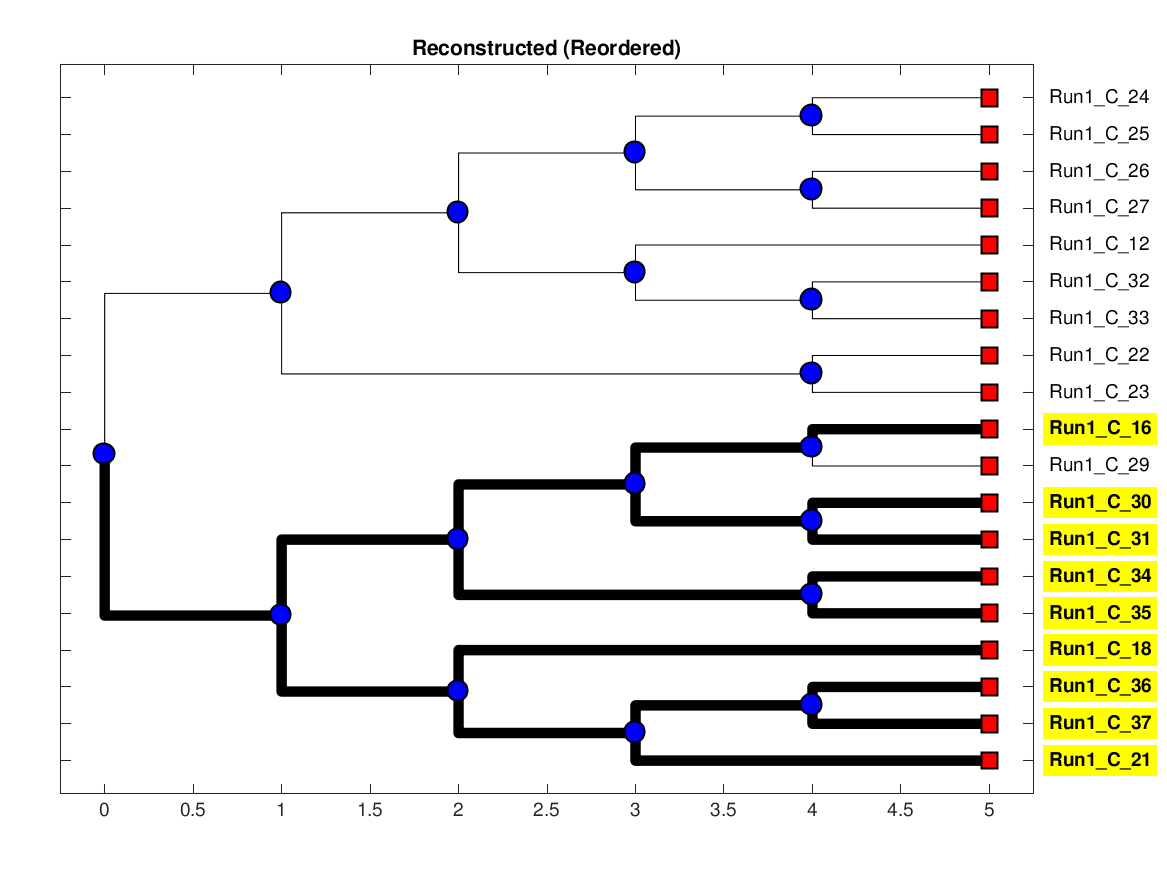 Reconstructed (Reordered)
Run1_C_24
Run1_C_25
Run1_C_26
Run1_C_27
Run1_C_12
Run1_C_32
Run1_C_33
Run1_C_22
Run1_C_23
Run1_C_16
Run1_C_29
Run1_C_30
Run1_C_31
Run1_C_34
Run1_C_35
Run1_C_18
Run1_C_36
Run1_C_37
Run1_C_21
0 0.5 1 1.5 2 2.5 3 3.5 4 4.5 5